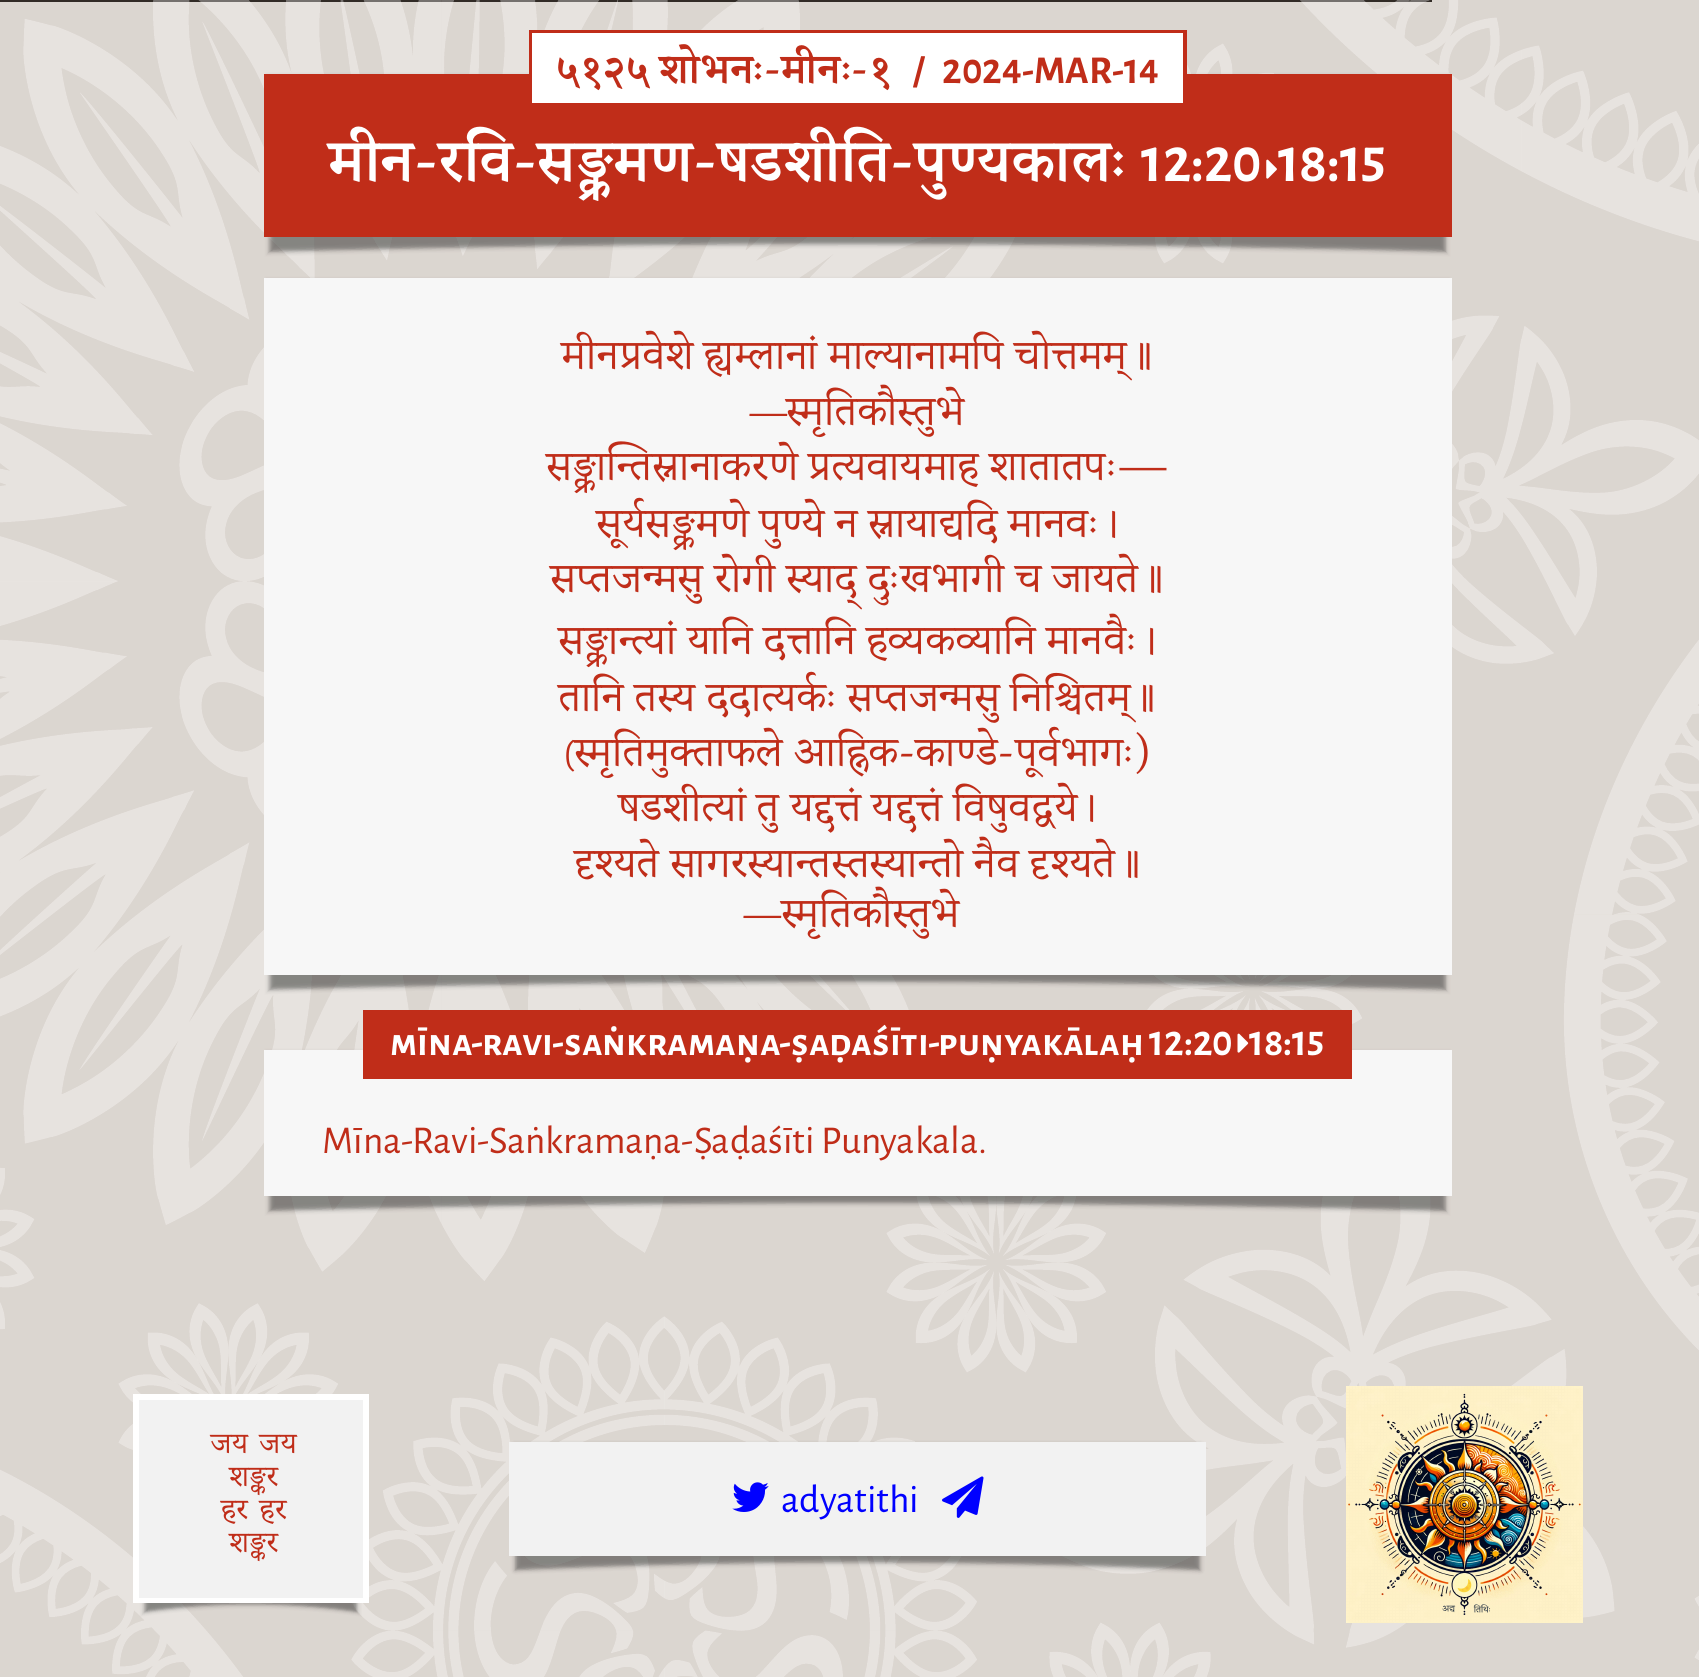 ५१२५ शोभनः-मीनः-१ / 2024-MAR-14
मीन-रवि-सङ्क्रमण-षडशीति-पुण्यकालः 12:20▸18:15
मीनप्रवेशे ह्यम्लानां माल्यानामपि चोत्तमम्॥
—स्मृतिकौस्तुभे
सङ्क्रान्तिस्नानाकरणे प्रत्यवायमाह शातातपः—
सूर्यसङ्क्रमणे पुण्ये न स्नायाद्यदि मानवः।
सप्तजन्मसु रोगी स्याद् दुःखभागी च जायते॥
सङ्क्रान्त्यां यानि दत्तानि हव्यकव्यानि मानवैः।
तानि तस्य ददात्यर्कः सप्तजन्मसु निश्चितम्॥
(स्मृतिमुक्ताफले आह्निक-काण्डे-पूर्वभागः)
षडशीत्यां तु यद्दत्तं यद्दत्तं विषुवद्वये।
दृश्यते सागरस्यान्तस्तस्यान्तो नैव दृश्यते॥
—स्मृतिकौस्तुभे
MĪNA-RAVI-SAṄKRAMAṆA-ṢAḌAŚĪTI-PUṆYAKĀLAḤ 12:20▸18:15
Mīna-Ravi-Saṅkramaṇa-Ṣaḍaśīti Punyakala.
जय जय
शङ्कर
हर हर
शङ्कर
adyatithi
अद्य तिथिः